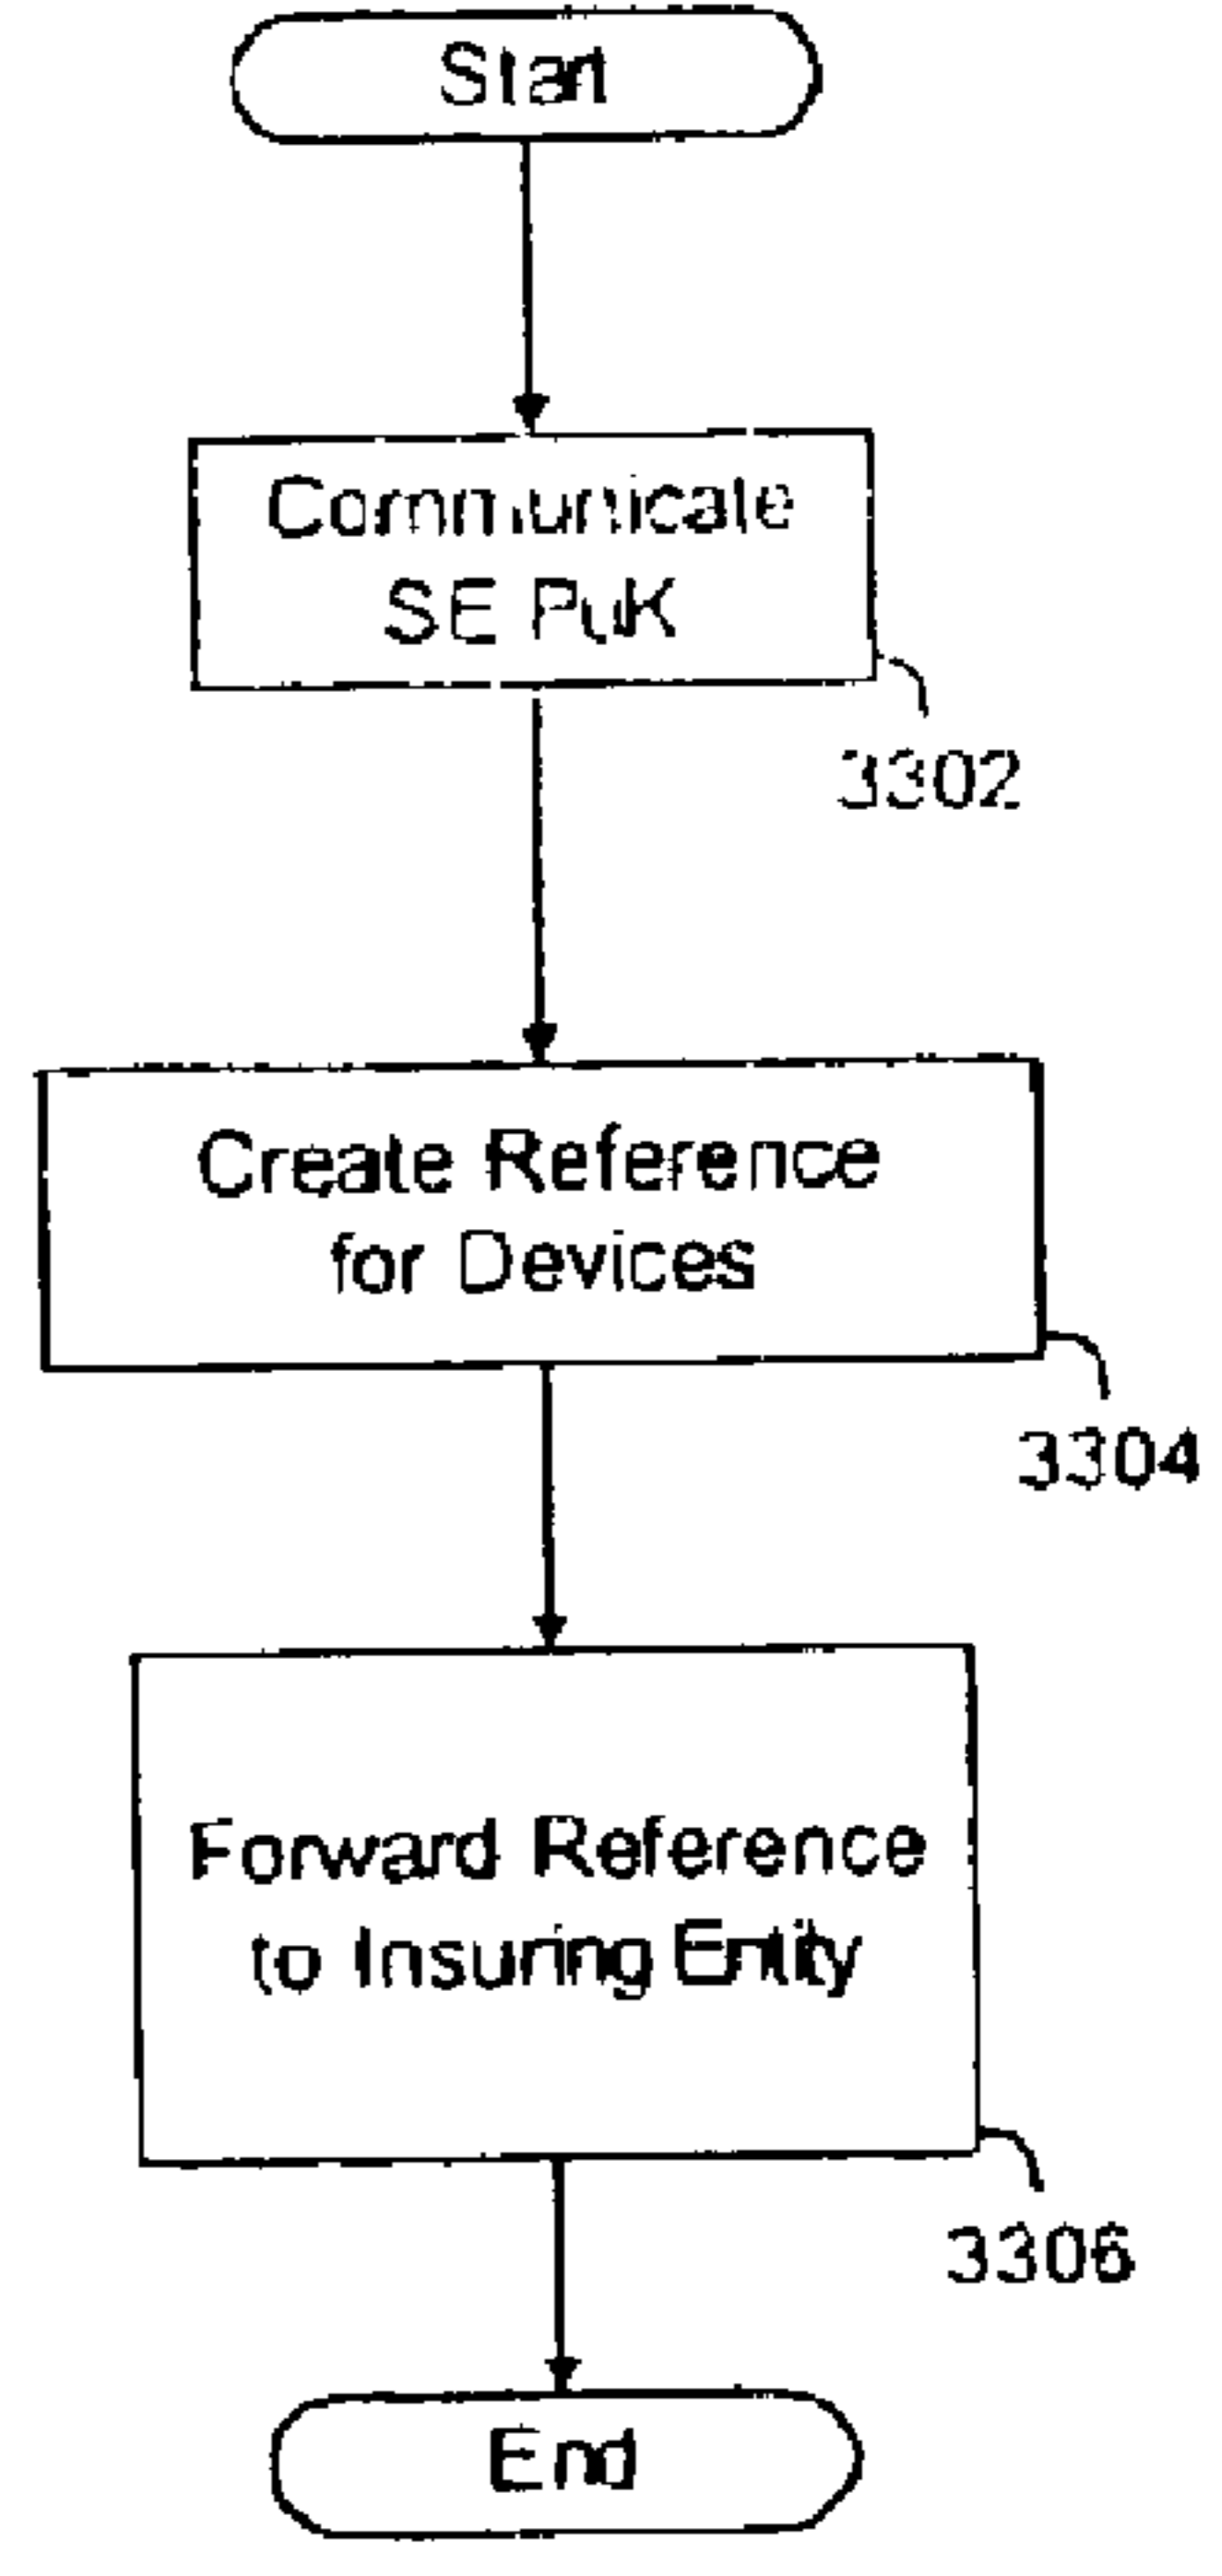 Start
Communicate
SE PuK
3302
Create Reference
for Devices
3304
Forward Reference
to Insuring Entity
3306
End